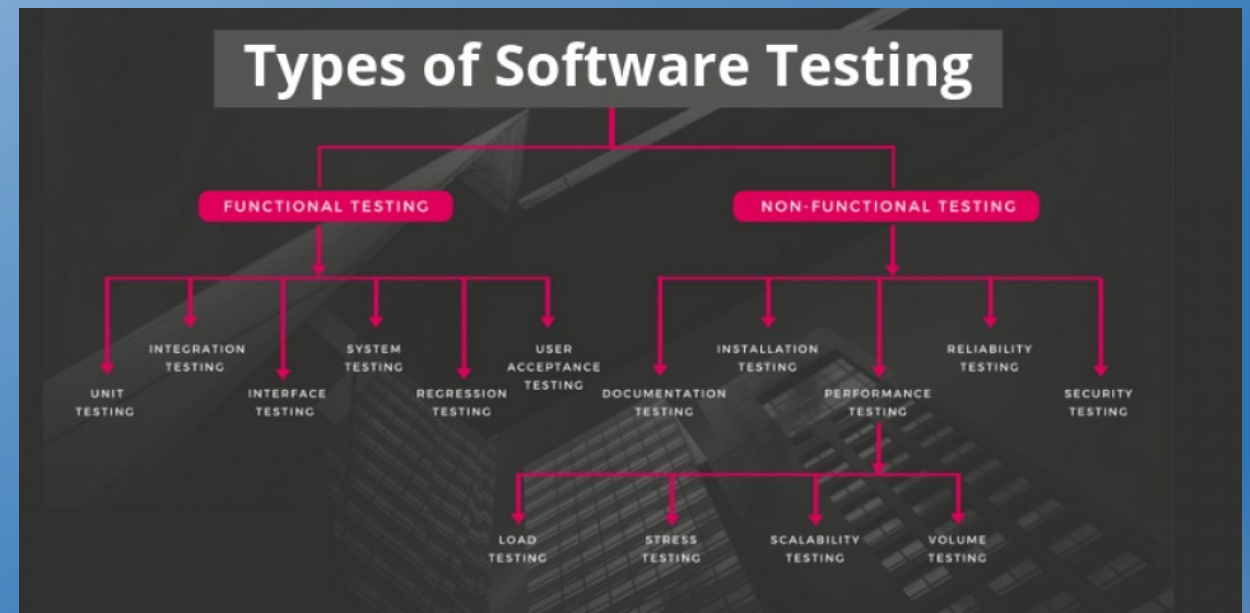 Types of Software Testing
FUNCTIONAL TESTING
NON-FUNCTIONAL TESTING
UNIT
TESTING
INTEGRATION
TESTING
INTERFACE
TESTING
SYSTEM
TESTING
REGRESSION
TESTING
USER
ACCEPTANCE
TESTING
DOCUMENTATION
TESTING
INSTALLATION
TESTING
PERFORMANCE
TESTING
RELIABILITY
TESTING
SECURITY
TESTING
LOAD
TESTING
STRESS
TESTING
SCALABILITY
TESTING
VOLUME
TESTING